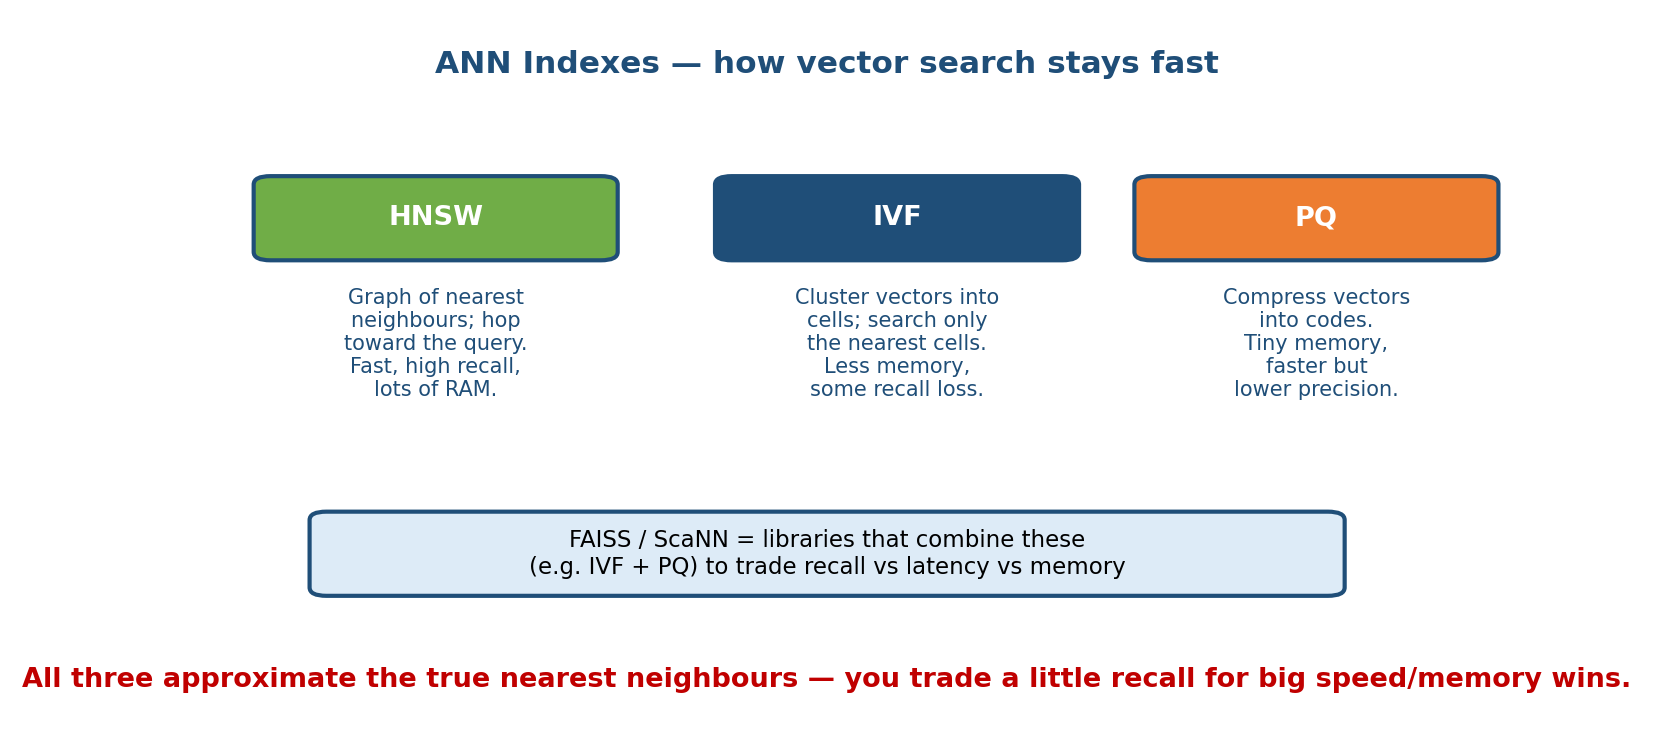 ANN Indexes — how vector search stays fast
HNSW
Graph of nearest
neighbours; hop
toward the query.
Fast, high recall,
lots of RAM.
IVF
Cluster vectors into
cells; search only
the nearest cells.
Less memory,
some recall loss.
PQ
Compress vectors
into codes.
Tiny memory,
faster but
lower precision.
FAISS / ScaNN = libraries that combine these
(e.g. IVF + PQ) to trade recall vs latency vs memory
All three approximate the true nearest neighbours — you trade a little recall for big speed/memory wins.